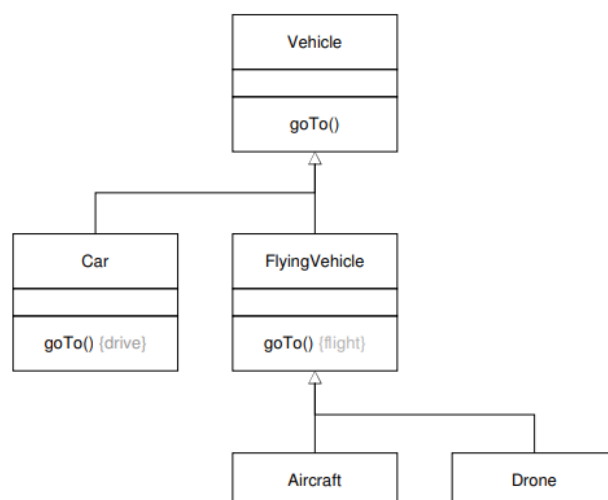 Vehicle
goTo()
Car
goTo() {drive}
FlyingVehicle
goTo() {flight}
Aircraft
Drone